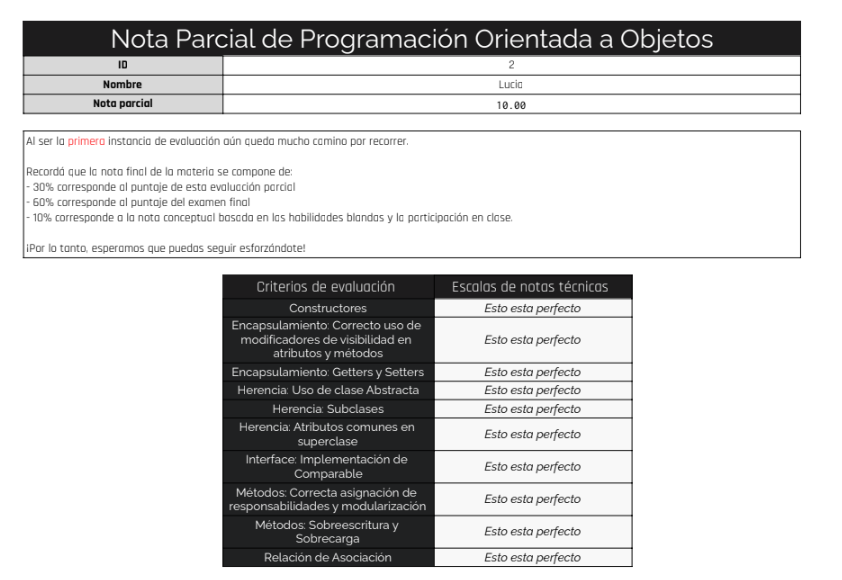 Nota Parcial de Programación Orientada a Objetos
ID 2
Nombre Lucia
Nota parcial 10.00
Al ser la primera instancia de evaluación aún queda mucho camino por recorrer.
Recordá que la nota final de la materia se compone de:
- 30% corresponde al puntaje de esta evaluación parcial
- 60% corresponde al puntaje del examen final
- 10% corresponde a la nota conceptual basada en las habilidades blandas y la participación en clase.
¡Por lo tanto, esperamos que puedas seguir esforzándote!
Criterios de evaluación Escalas de notas técnicas
Constructores Esto esta perfecto
Encapsulamiento: Correcto uso de
modificadores de visibilidad en
atributos y métodos
Esto esta perfecto
Encapsulamiento: Getters y Setters Esto esta perfecto
Herencia: Uso de clase Abstracta Esto esta perfecto
Herencia: Subclases Esto esta perfecto
Herencia: Atributos comunes en
superclase
Esto esta perfecto
Interface: Implementación de
Comparable
Esto esta perfecto
Métodos: Correcta asignación de
responsabilidades y modularización
Esto esta perfecto
Métodos: Sobreescritura y
Sobrecarga
Esto esta perfecto
Relación de Asociación Esto esta perfecto